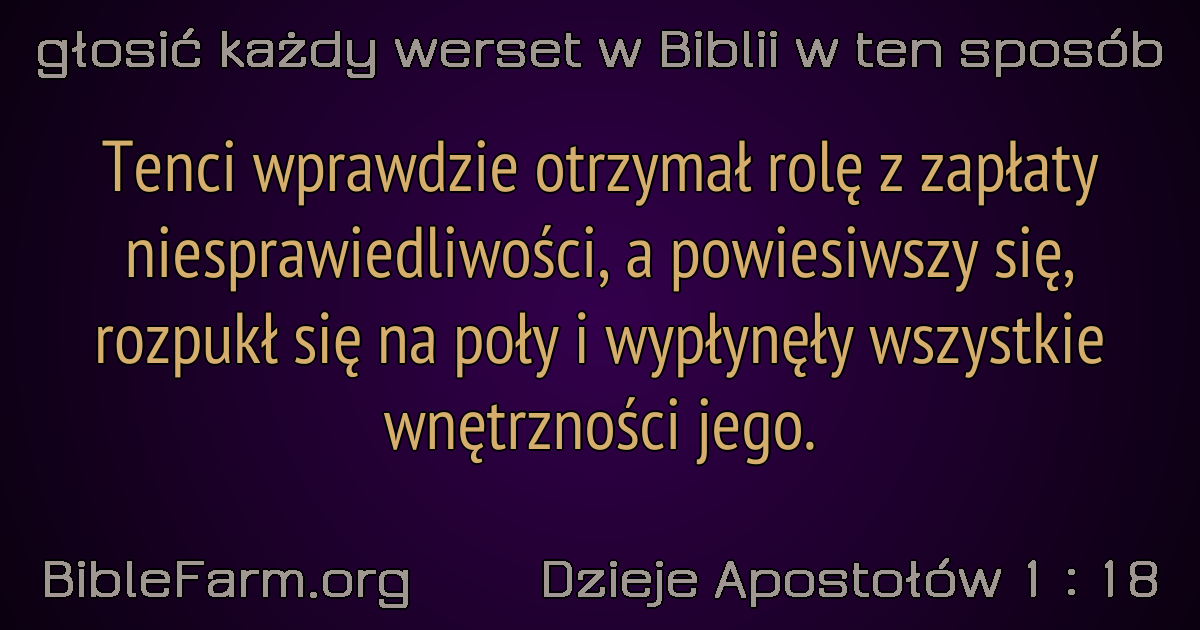 głosić każdy werset w Biblii w ten sposób
Tenci wprawdzie otrzymał rolę z zapłaty
niesprawiedliwości, a powiesiwszy się,
rozpukł się na poły i wypłynęły wszystkie
wnętrzności jego.
BibleFarm.org
Dzieje Apostołów 1 : 18